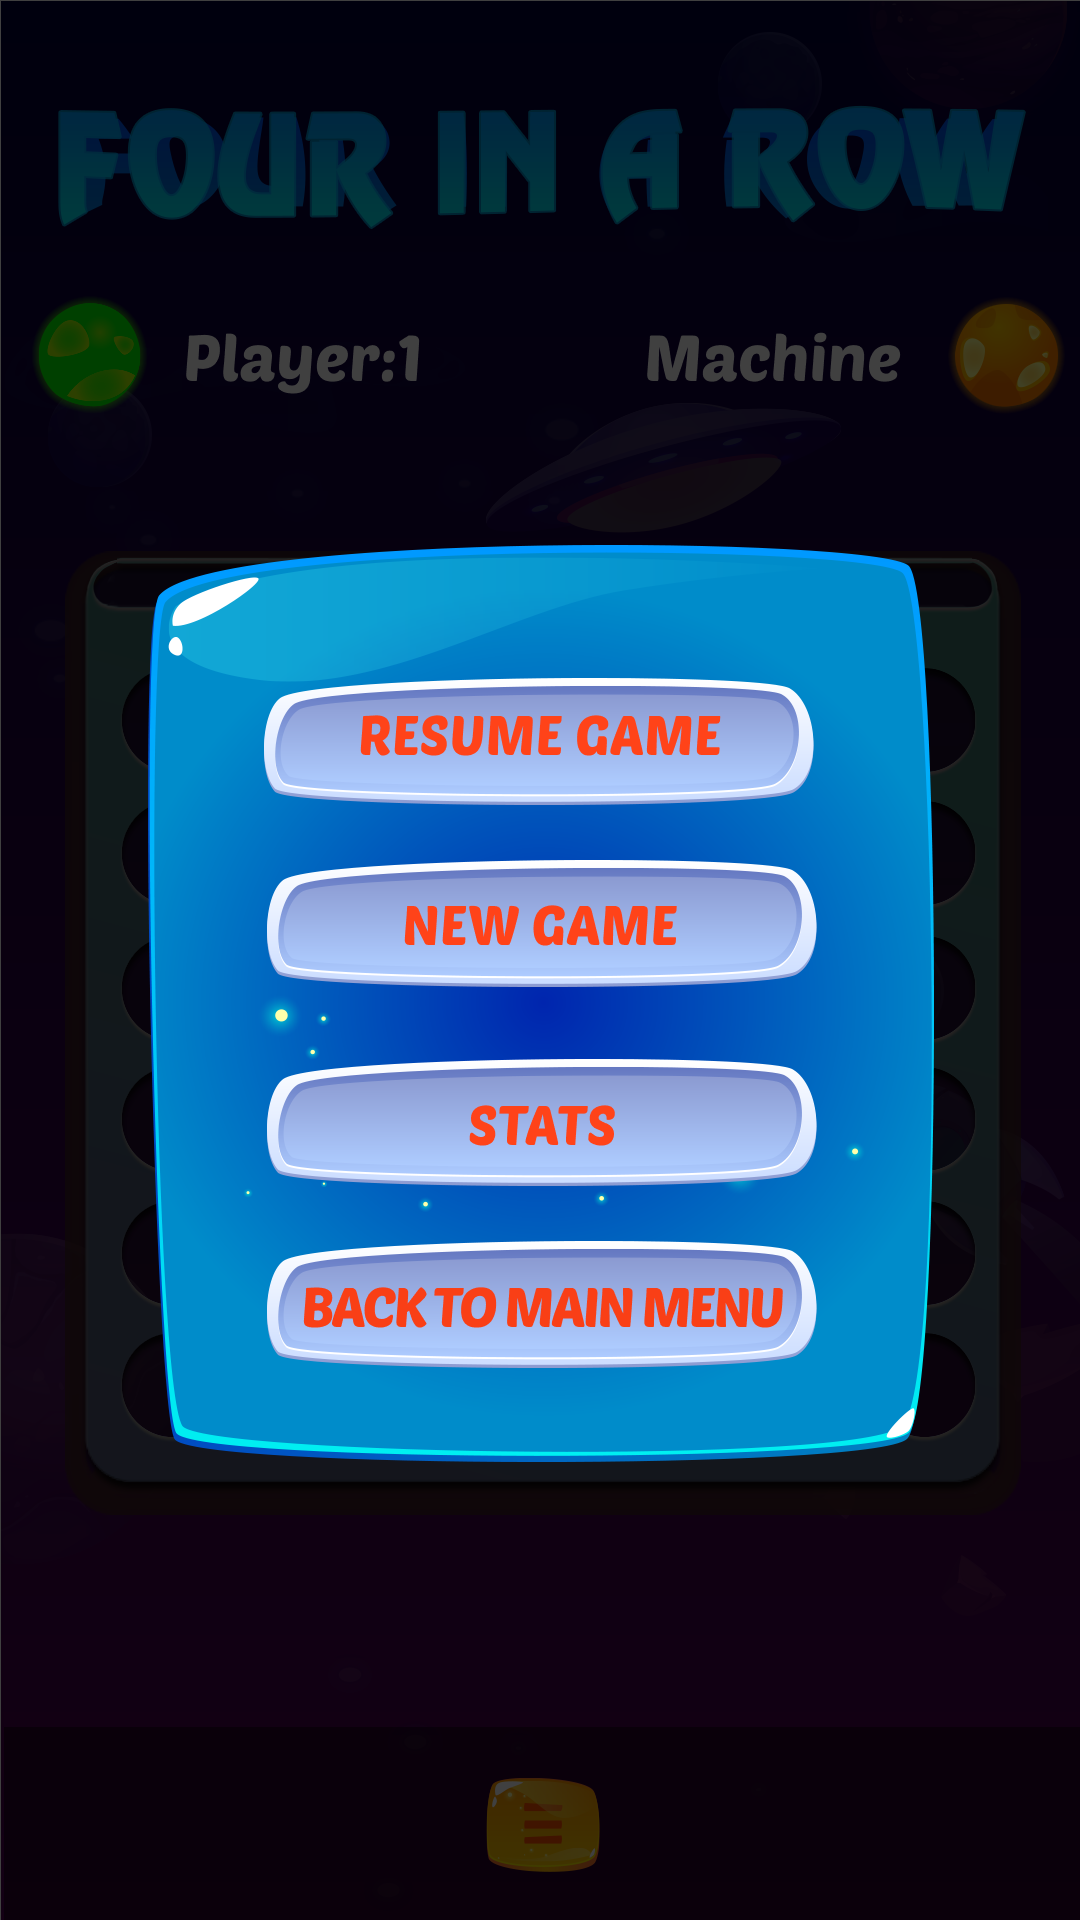 FOUR IN A ROW
Player:1
Machine
RESUME GAME
NEW GAME
STATS
BACK TO MAIN MENU